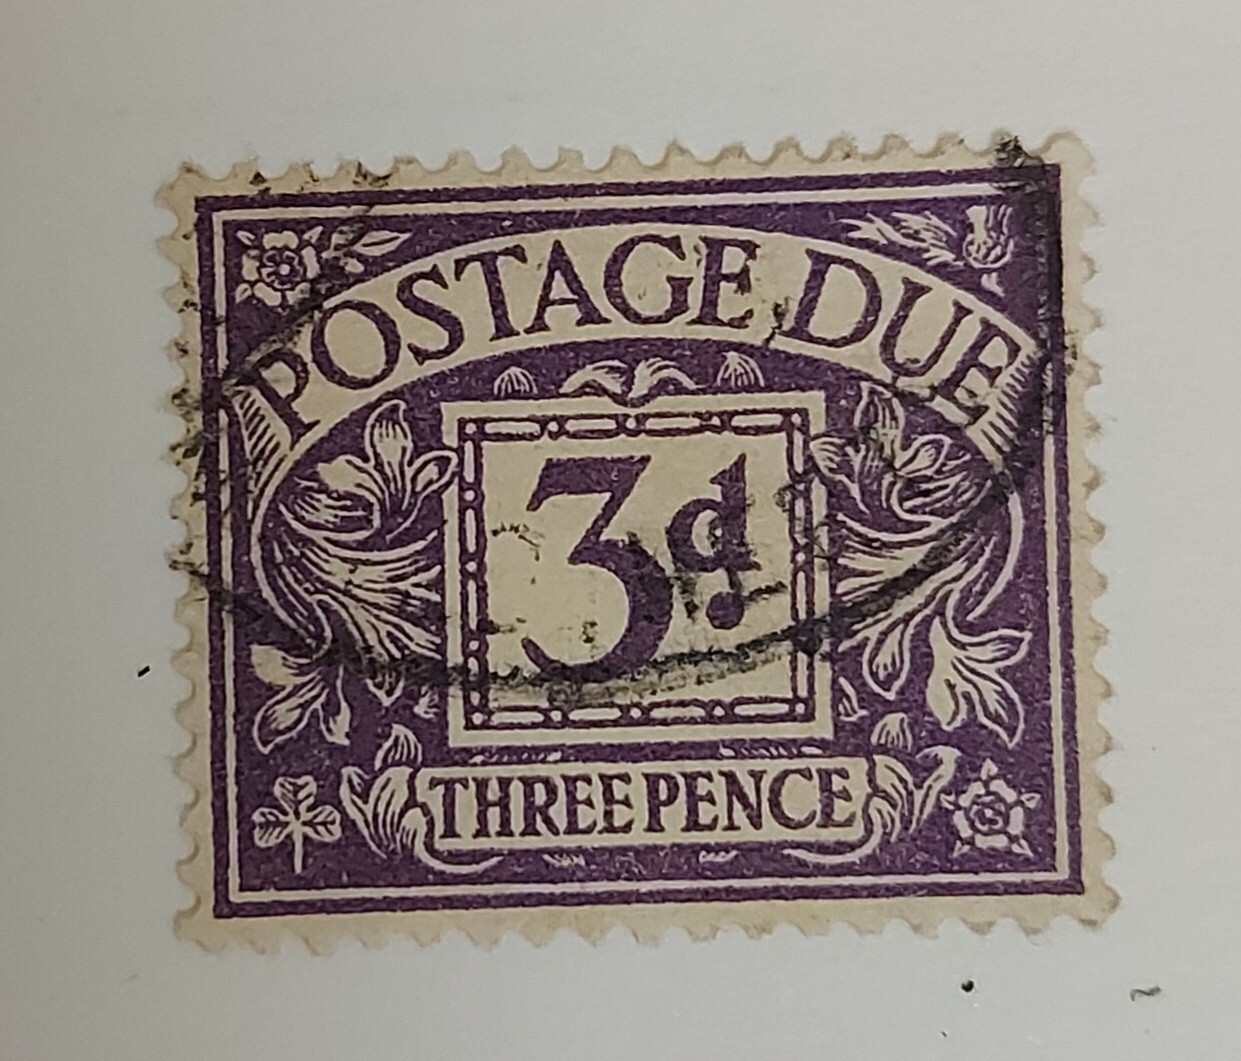 POSTAGE DUE
3d.
THREE PENCE